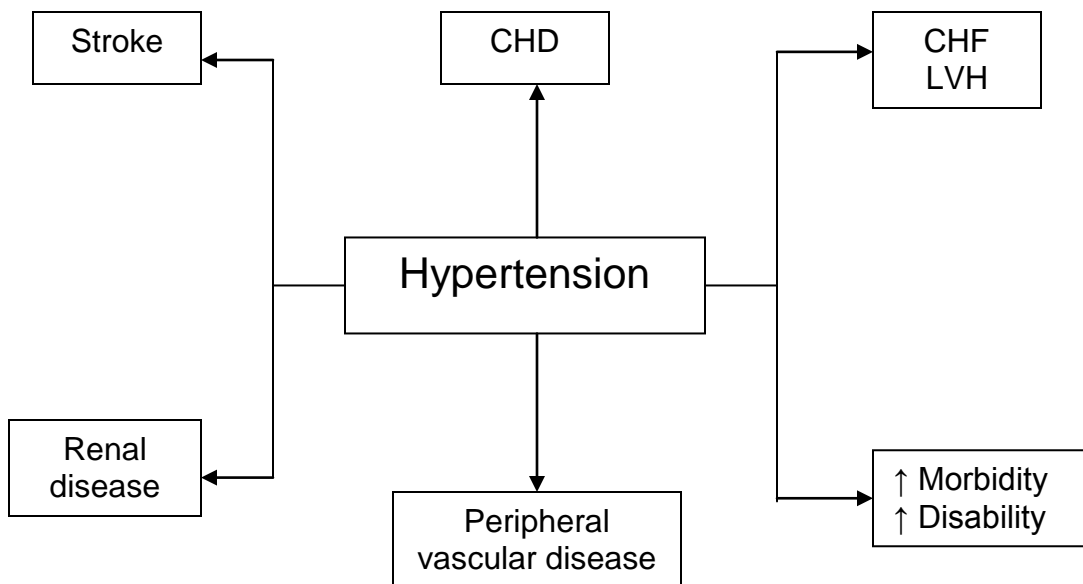 Stroke
CHD
CHF
LVH
Hypertension
Renal
disease
Peripheral
vascular disease
↑ Morbidity
↑ Disability